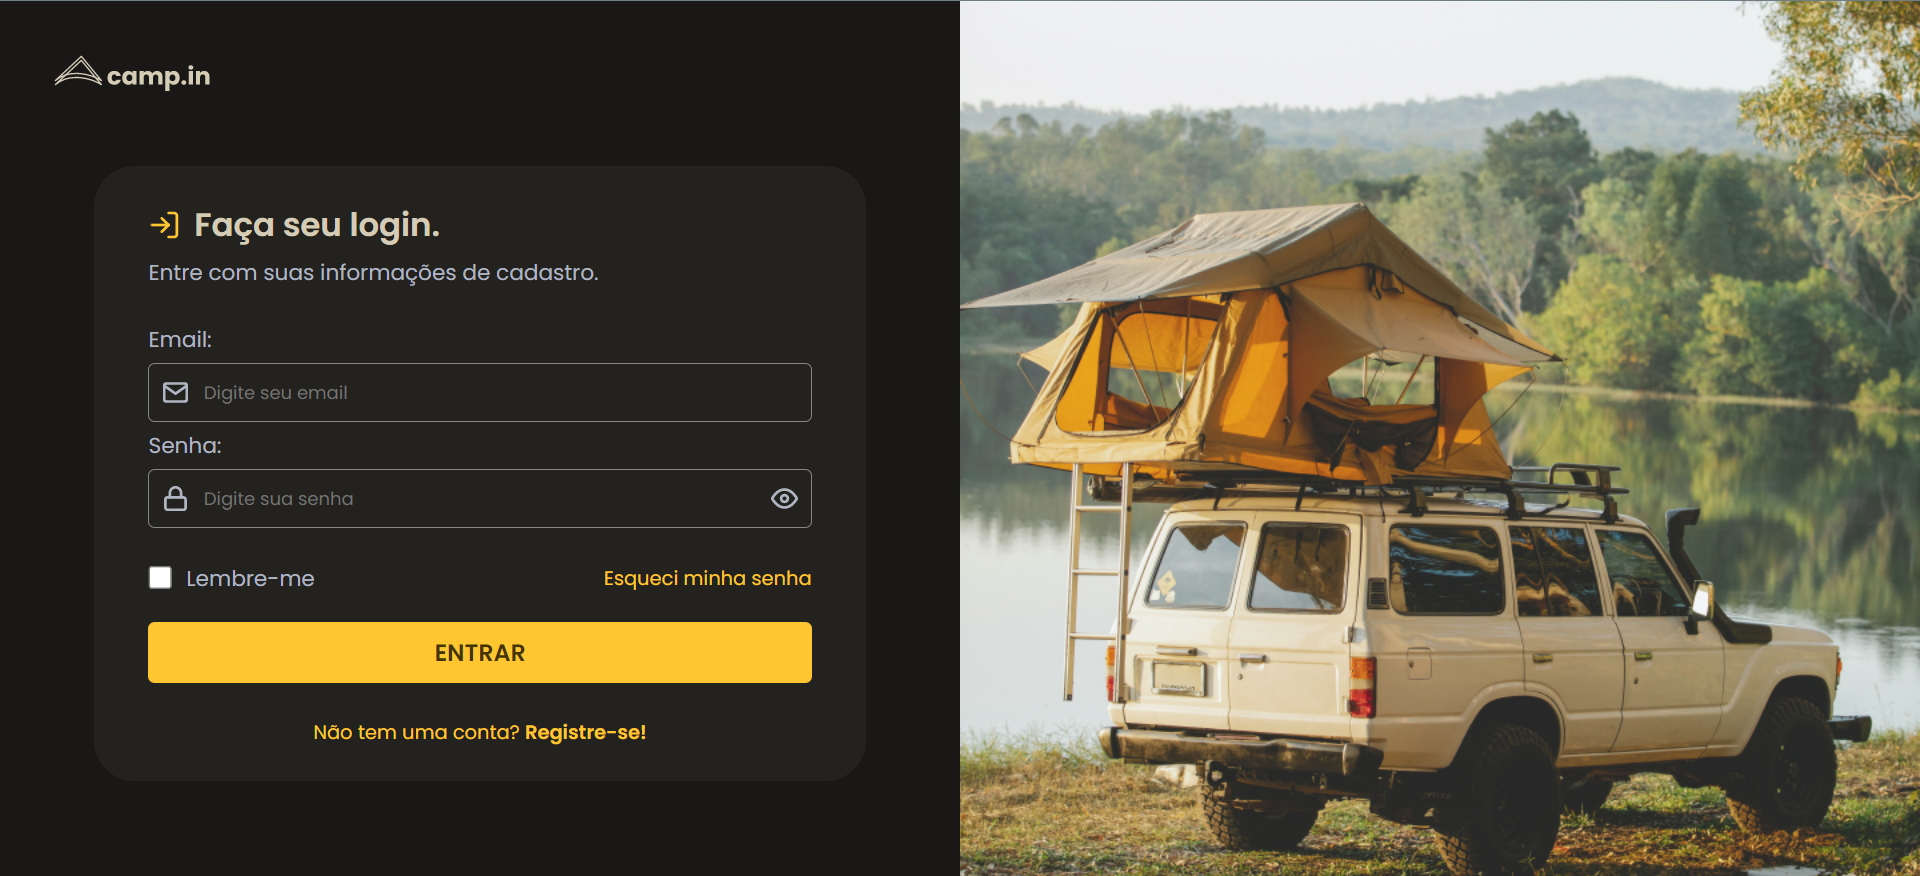 camp.in
Faça seu login.
Entre com suas informações de cadastro.
Email:
Digite seu email
Senha:
Digite sua senha
Lembre-me
Esqueci minha senha
ENTRAR
Não tem uma conta? Registre-se!